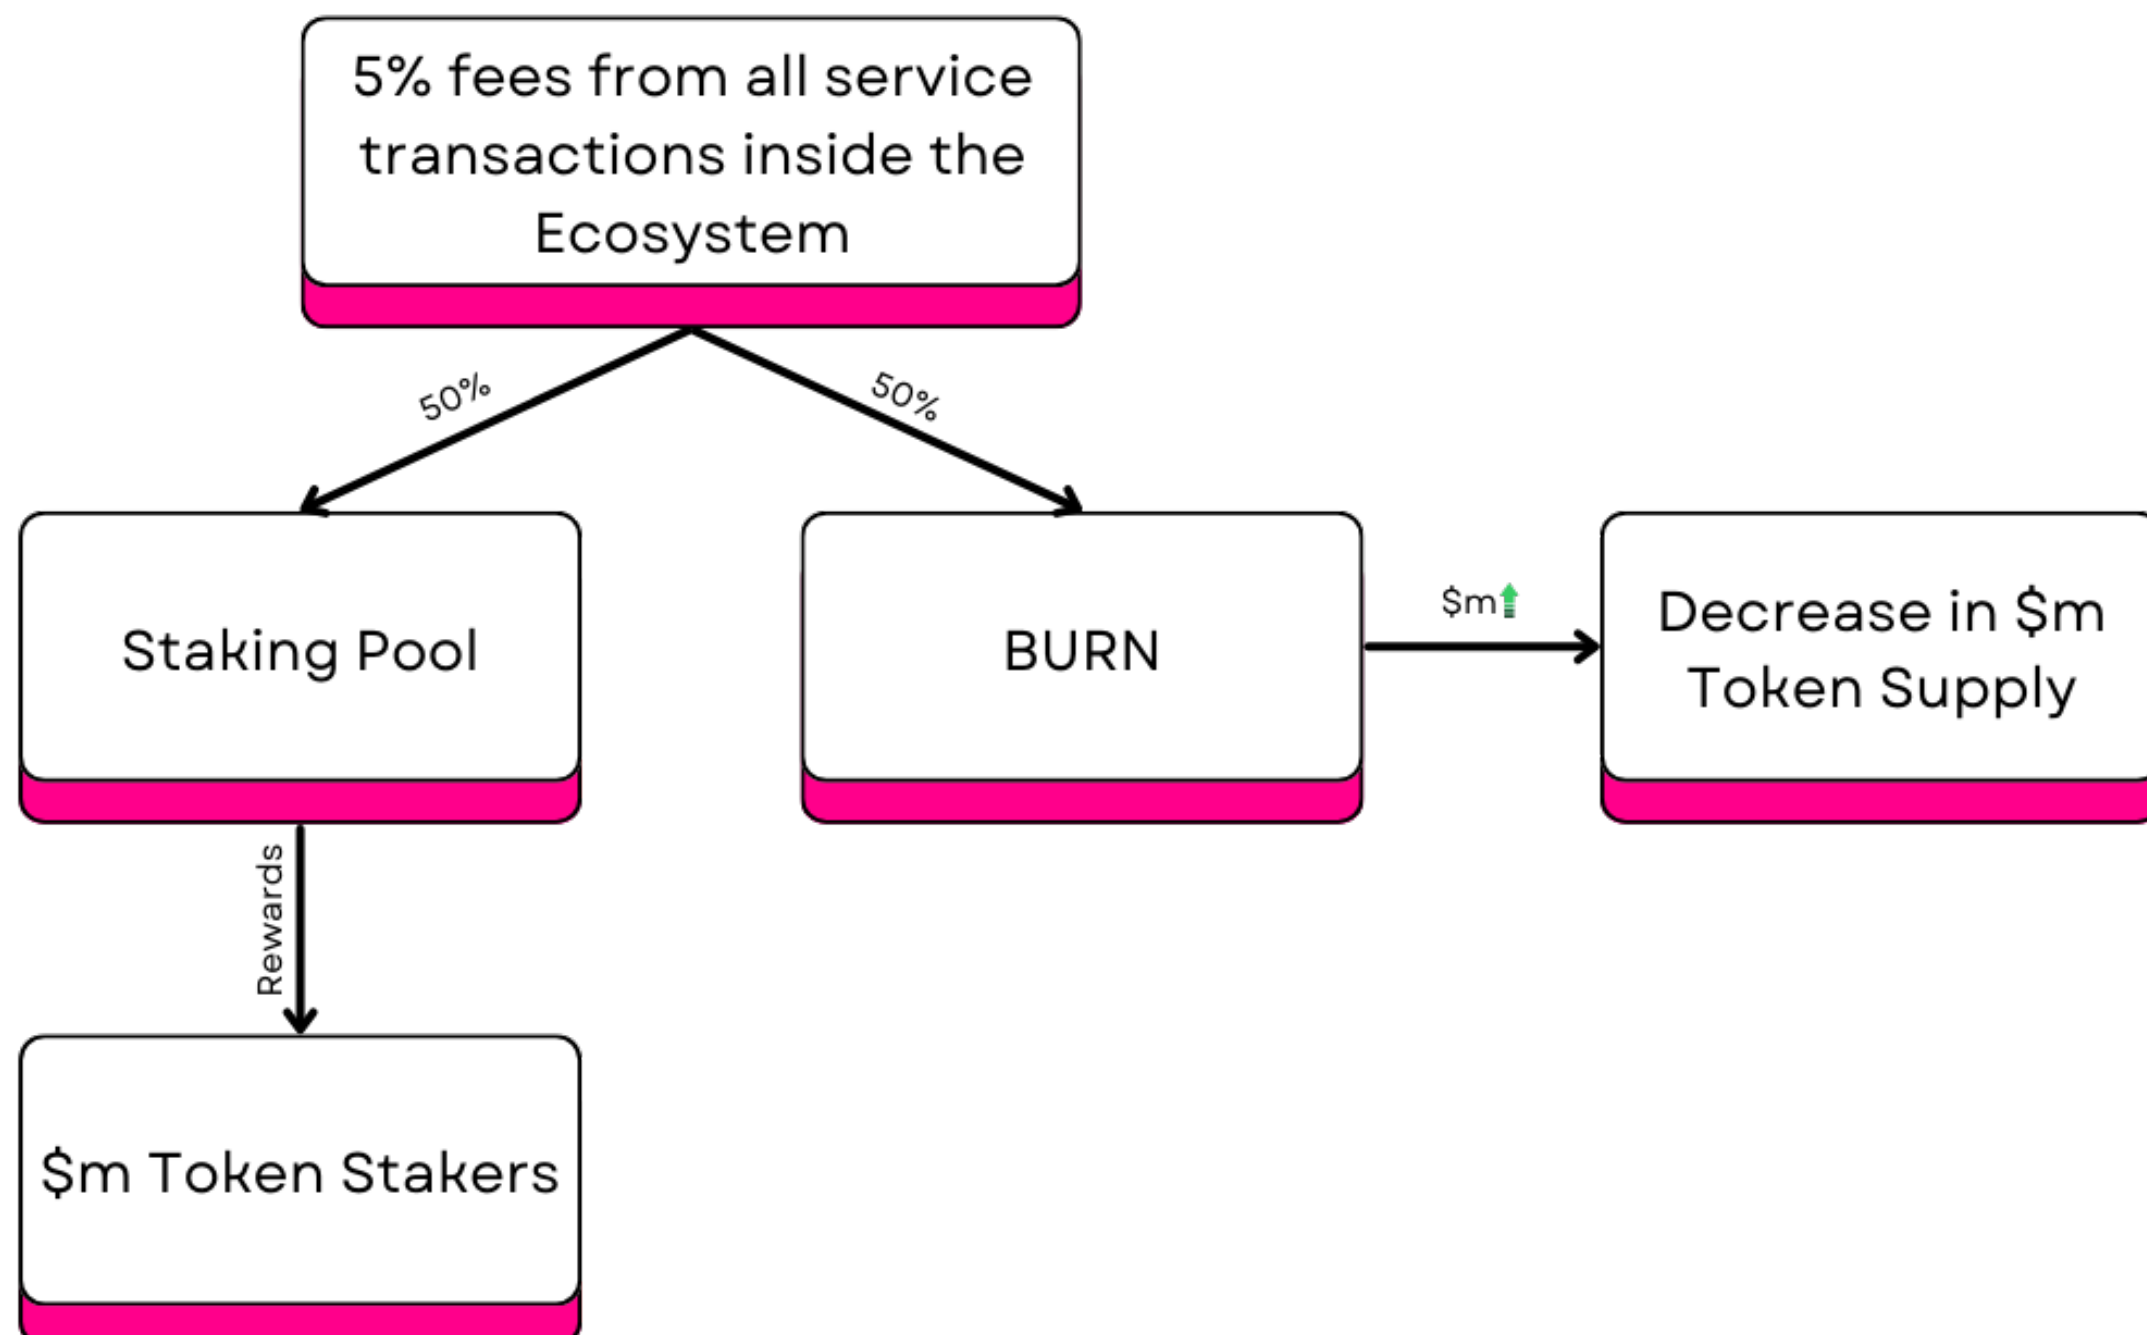 5% fees from all service
transactions inside the
Ecosystem
50%
50%
Staking Pool
BURN
$m
Decrease in $m
Token Supply
Rewards
$m Token Stakers